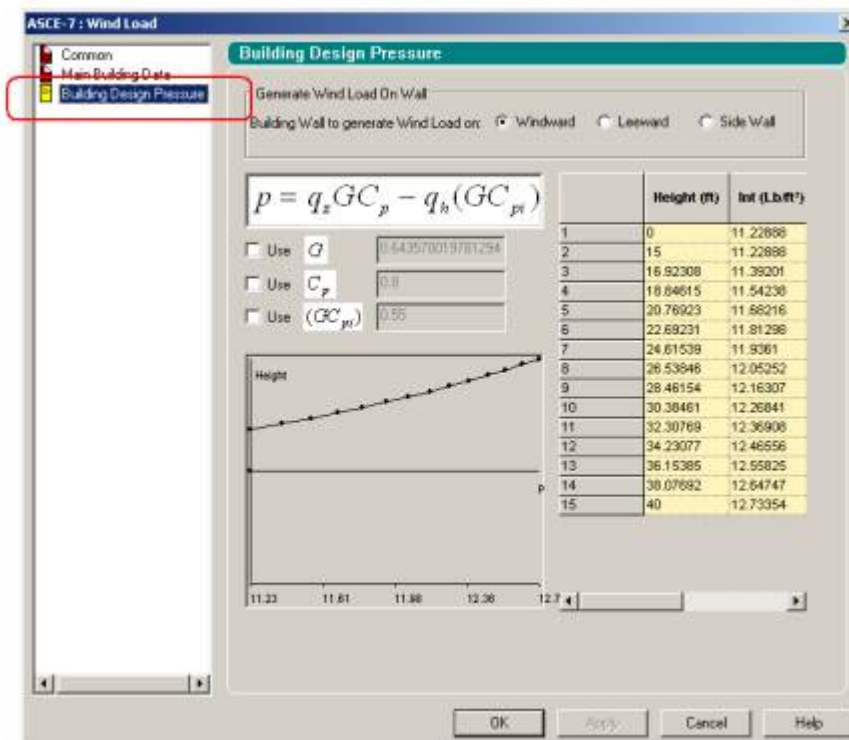 ASCE-7 : Wind Load
Common
Main Building Data
Building Design Pressure
Building Design Pressure
Generate Wind Load On Wall
Building Wall to generate Wind Load on: Windward Leeward Side Wall
p = q_z GC_p − q_h (GC_pi)
Use G 0.643570019781294
Use C_p 0.8
Use (GC_pi) 0.55
Height
p
11.23 11.61 11.98 12.36 12.7
Height (ft) Int (Lb/ft²)
1 0 11.22888
2 15 11.22888
3 16.92308 11.39201
4 18.84615 11.54238
5 20.76923 11.68216
6 22.69231 11.81298
7 24.61539 11.9361
8 26.53846 12.05252
9 28.46154 12.16307
10 30.38461 12.26841
11 32.30769 12.36908
12 34.23077 12.46556
13 36.15385 12.55825
14 38.07692 12.64747
15 40 12.73354
OK Apply Cancel Help